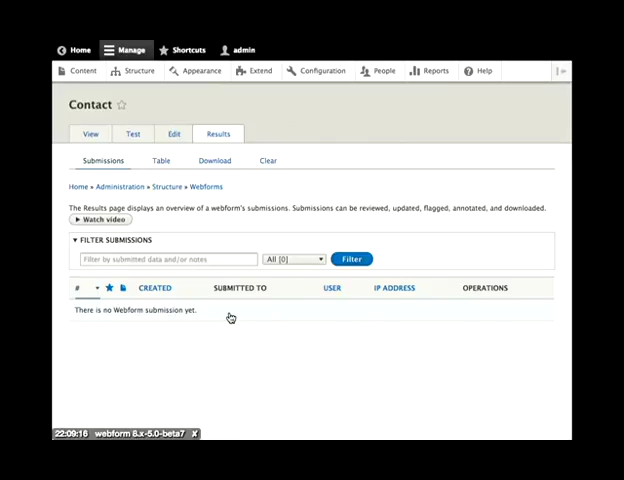 Home Manage Shortcuts admin
Content Structure Appearance Extend Configuration People Reports Help
Contact
View Test Edit Results
Submissions Table Download Clear
Home » Administration » Structure » Webforms
The Results page displays an overview of a webform's submissions. Submissions can be reviewed, updated, flagged, annotated, and downloaded.
Watch video
FILTER SUBMISSIONS
Filter by submitted data and/or notes All [0] Filter
# CREATED SUBMITTED TO USER IP ADDRESS OPERATIONS
There is no Webform submission yet.
22:09:16 webform 8.x-5.0-beta7 X